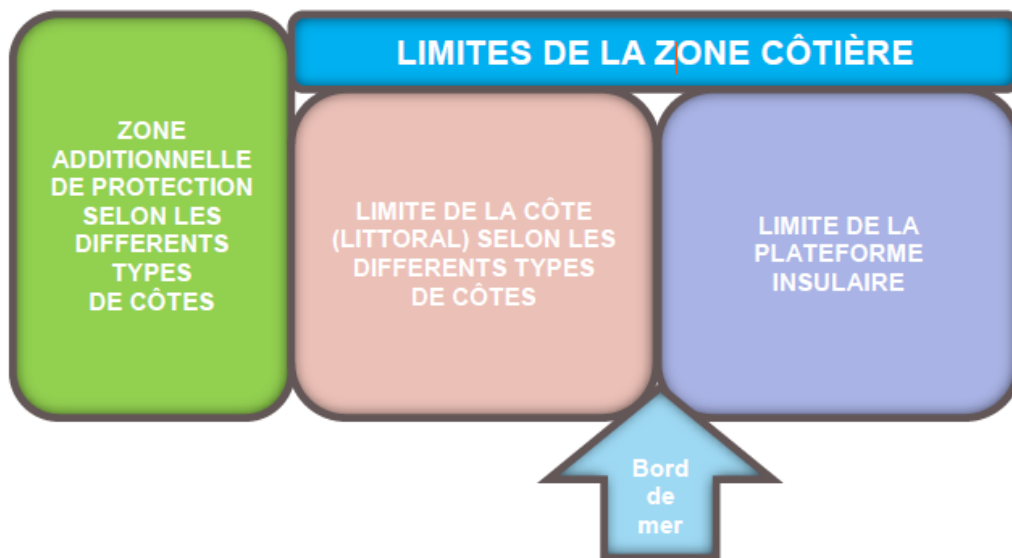 LIMITES DE LA ZONE CÔTIÈRE
ZONE
ADDITIONNELLE
DE PROTECTION
SELON LES
DIFFERENTS
TYPES
DE CÔTES
LIMITE DE LA CÔTE
(LITTORAL) SELON LES
DIFFERENTS TYPES
DE CÔTES
LIMITE DE LA
PLATEFORME
INSULAIRE
Bord
de
mer